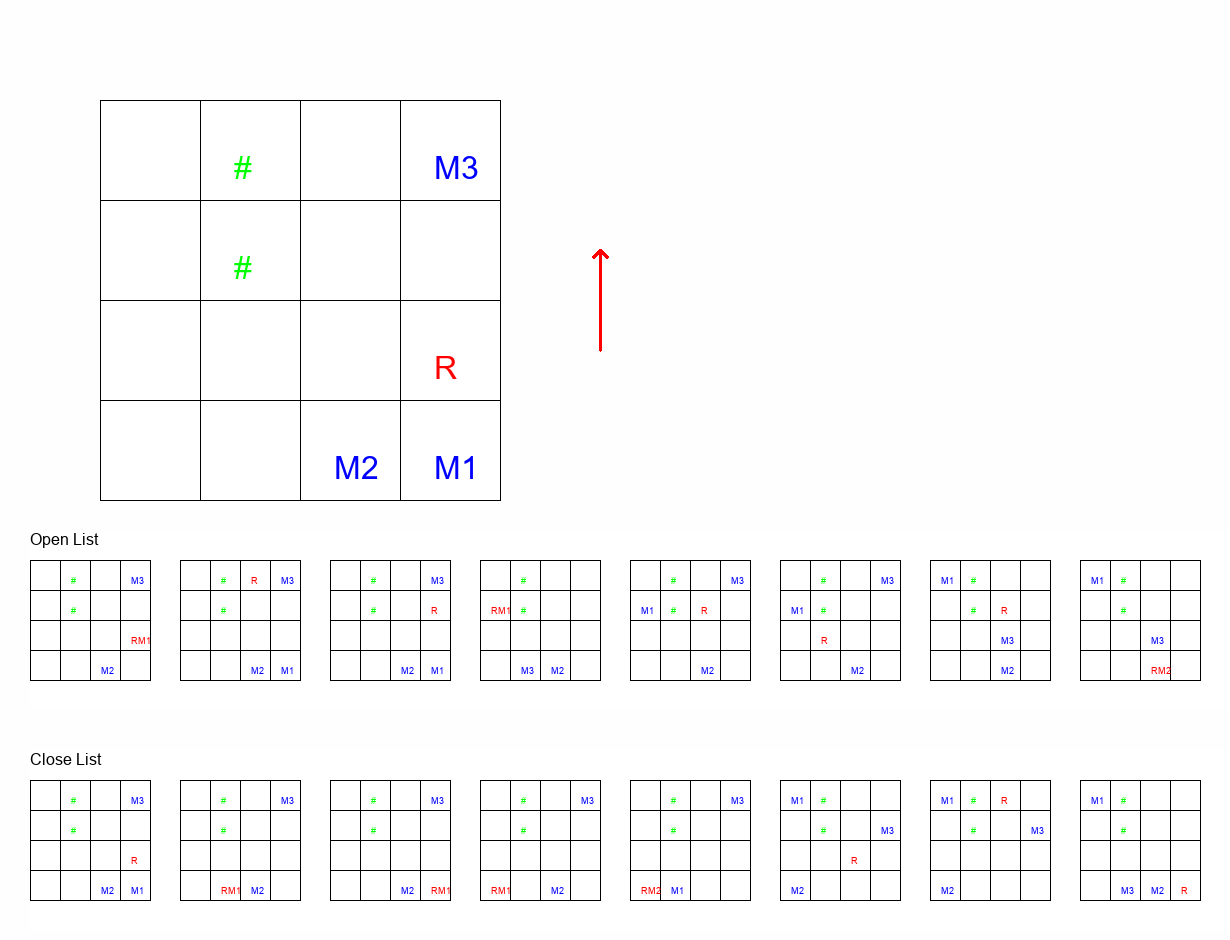 # M3
#
R
M2 M1
Open List
# M3 # R M3 # M3 # # M3 # M3 M1 # M1 #
# # # R RM1 # M1 # R M1 # # R #
RM1 R M3 M3
M2 M2 M1 M2 M1 M3 M2 M2 M2 M2 RM2
Close List
# M3 # M3 # M3 # M3 # M3 M1 # M1 # R M1 #
# # # # # # M3 # M3 #
R R
M2 M1 RM1 M2 M2 RM1 RM1 M2 RM2 M1 M2 M2 M3 M2 R